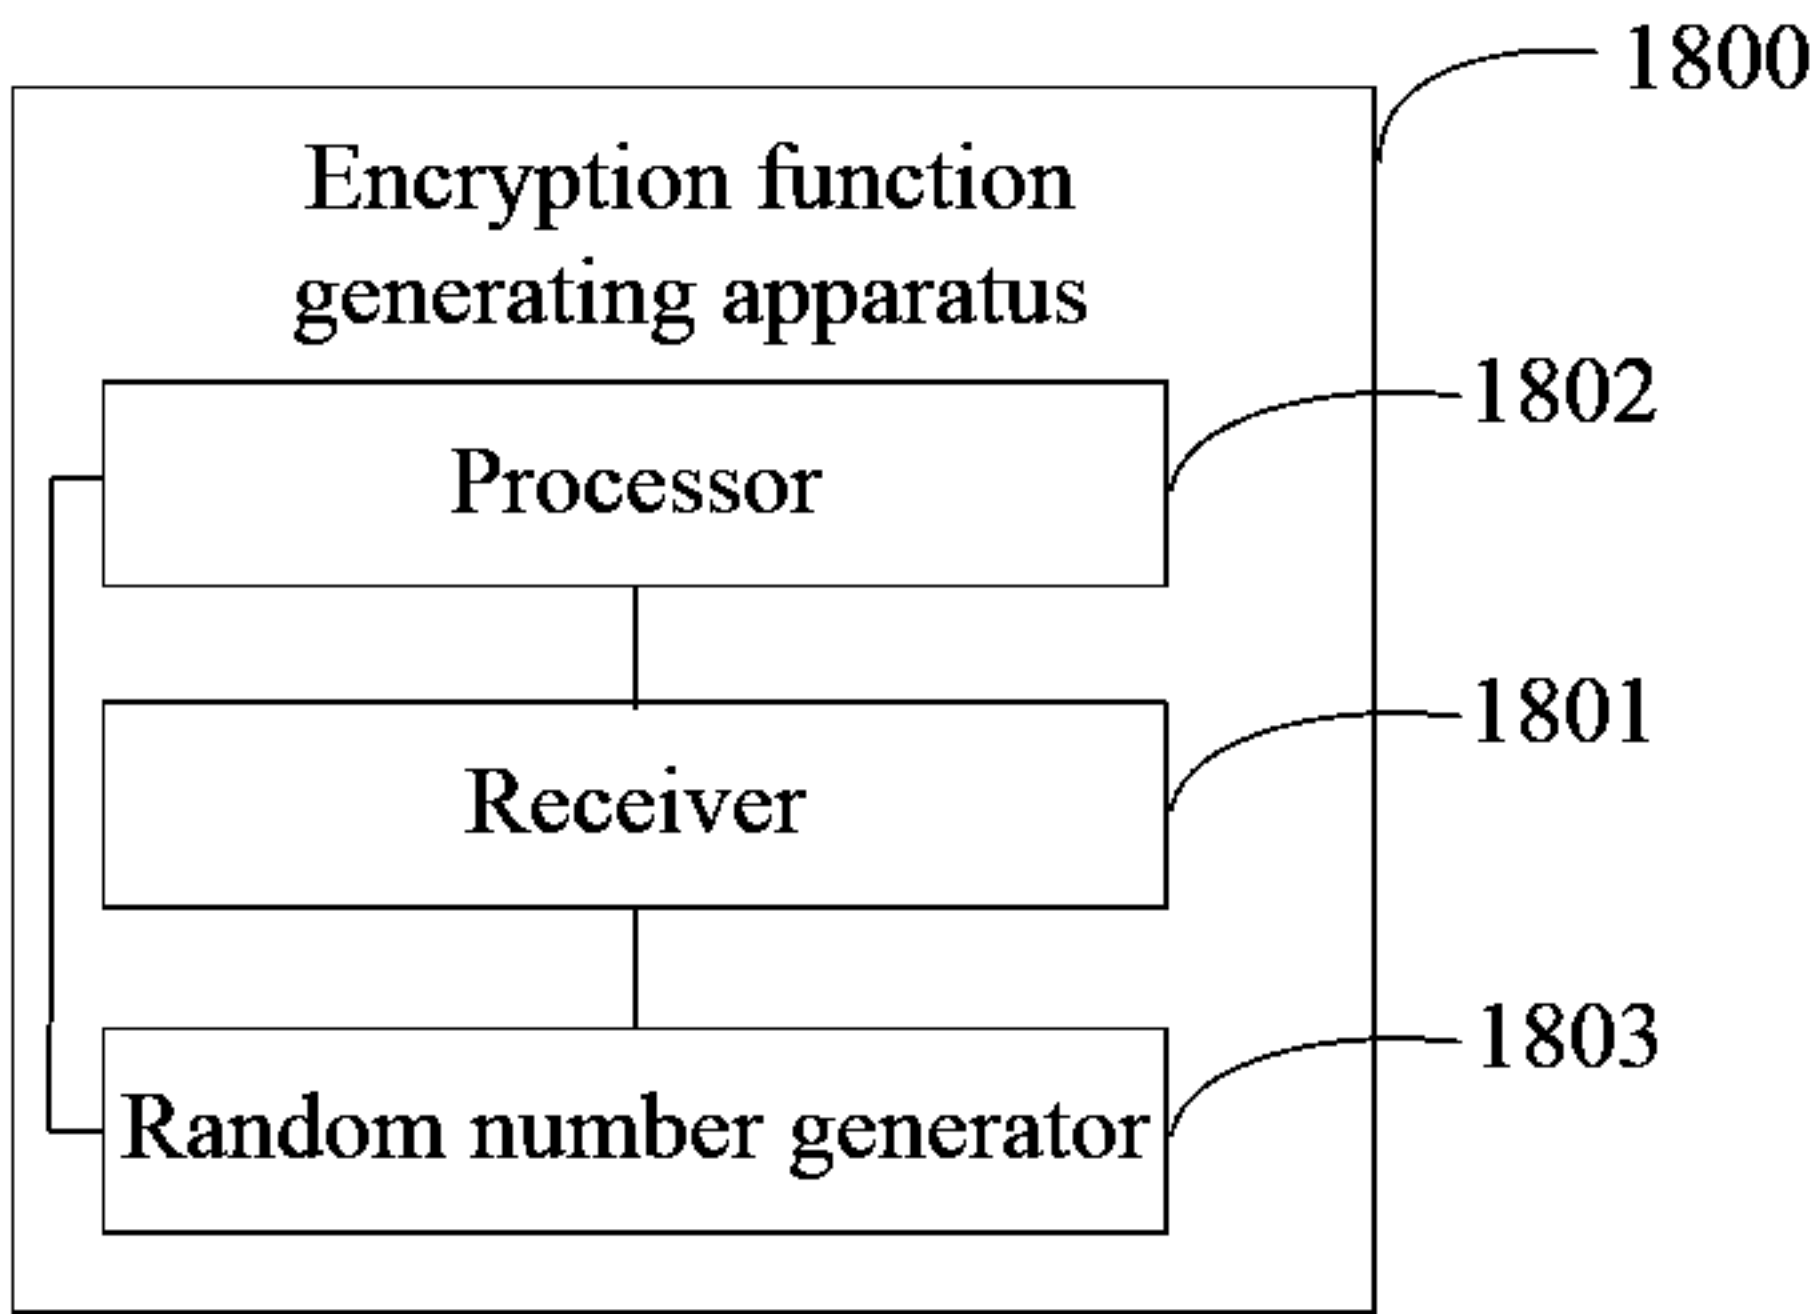 1800
Encryption function
generating apparatus
1802
Processor
1801
Receiver
1803
Random number generator